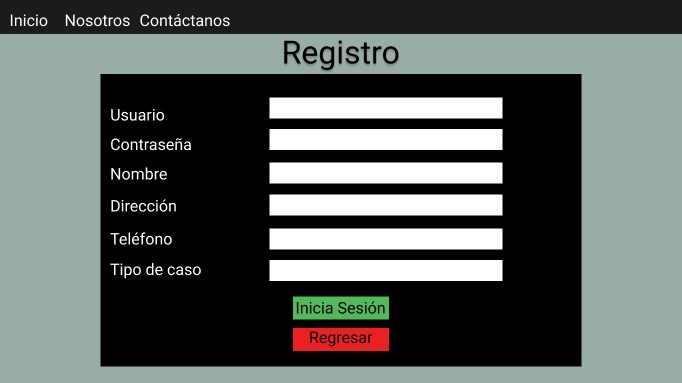 Inicio Nosotros Contáctanos
Registro
Usuario
Contraseña
Nombre
Dirección
Teléfono
Tipo de caso
Inicia Sesión
Regresar